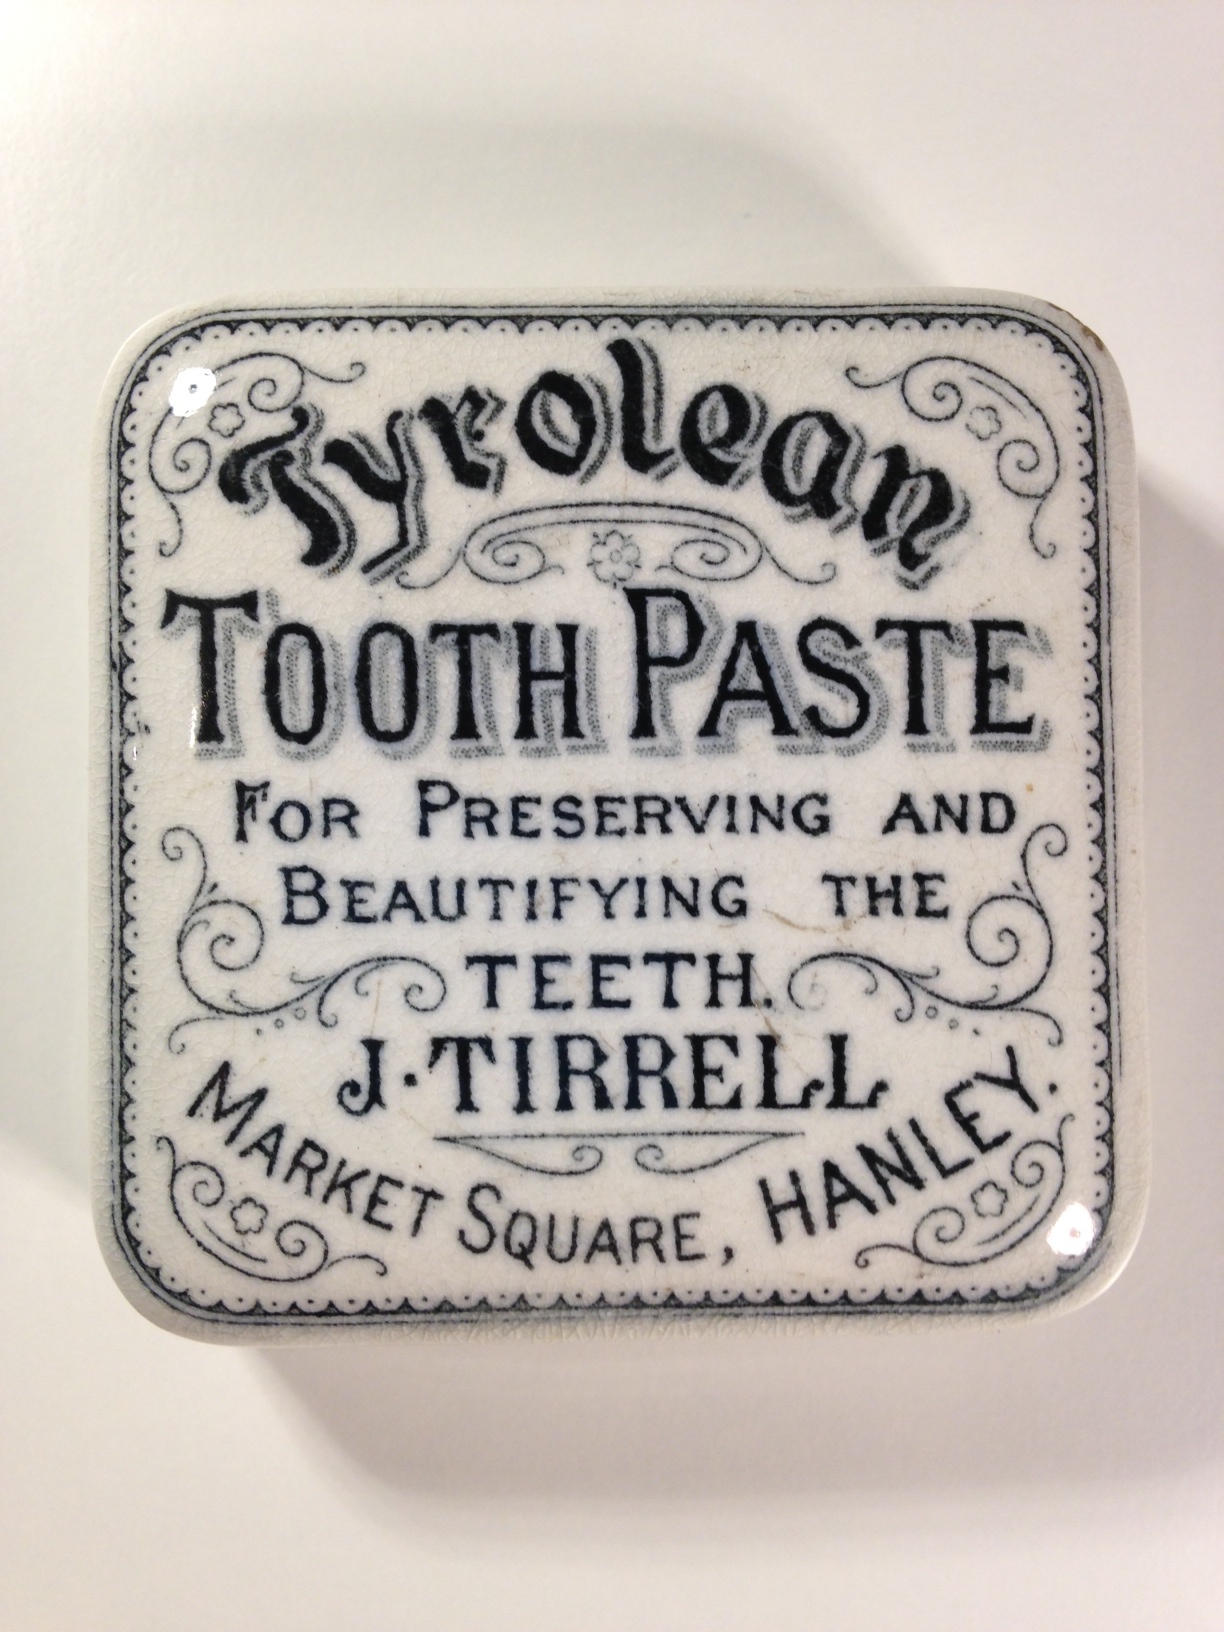 Tyrolean
TOOTH PASTE
FOR PRESERVING AND
BEAUTIFYING THE
TEETH.
J·TIRRELL
MARKET SQUARE, HANLEY.